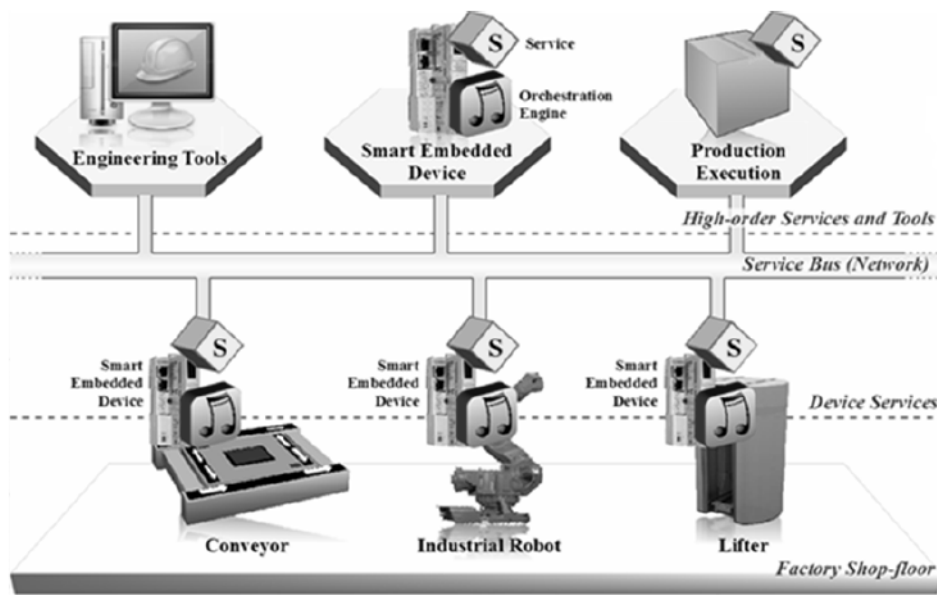 S
Service
Orchestration
Engine
S
Engineering Tools
Smart Embedded
Device
Production
Execution
High-order Services and Tools
Service Bus (Network)
S
Smart
Embedded
Device
S
Smart
Embedded
Device
S
Smart
Embedded
Device
Device Services
Conveyor
Industrial Robot
Lifter
Factory Shop-floor